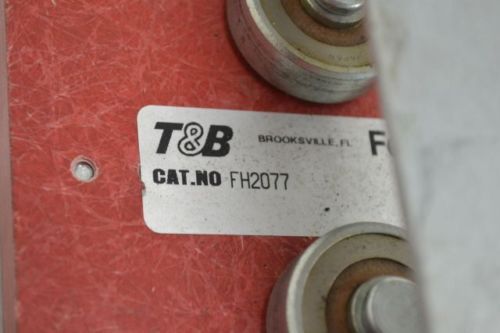 T&B BROOKSVILLE, FL
CAT.NO FH2077